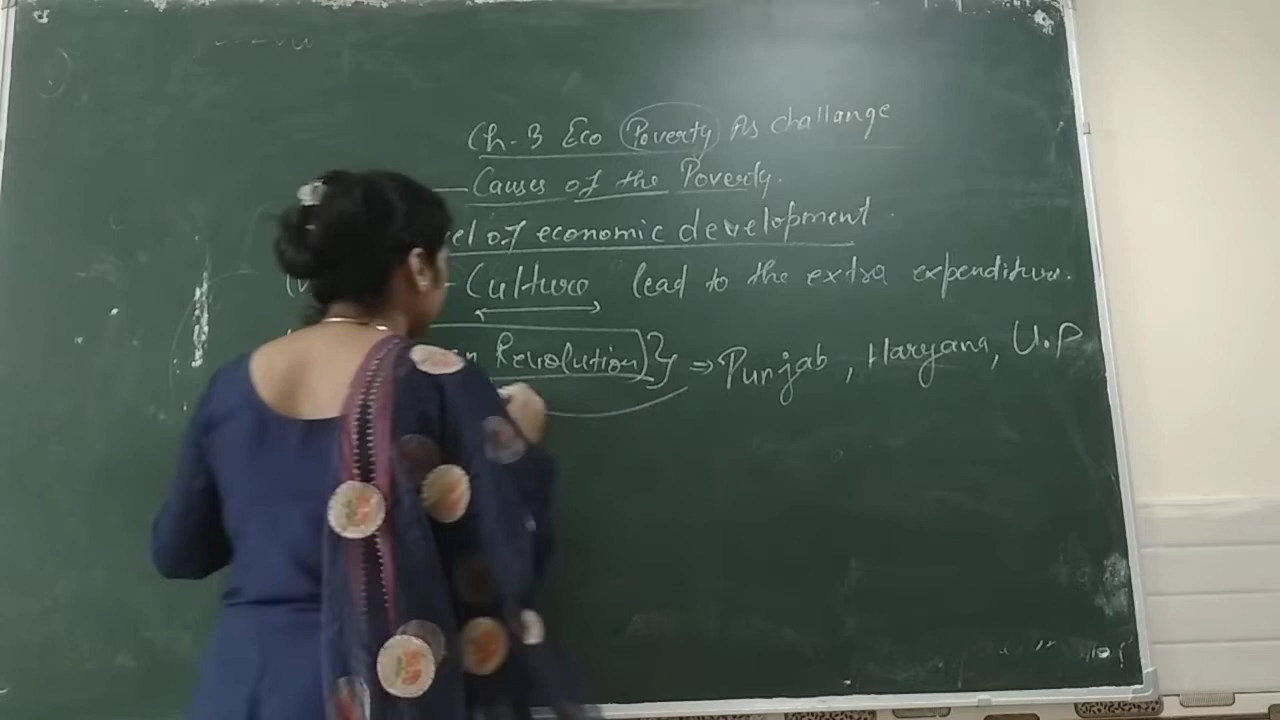 Ch-3 Eco Poverty As challange
Causes of the Poverty.
of economic development
Culture lead to the extra expenditure.
Revolution)} ⇒ Punjab, Haryana, U.P